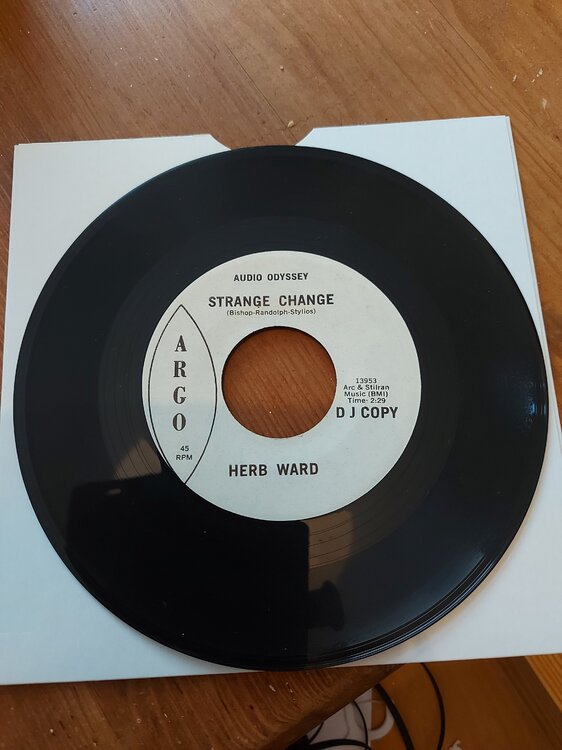 AUDIO ODYSSEY
STRANGE CHANGE
(Bishop-Randolph-Stylios)
ARGO
45
RPM
13953
Arc & Stilran
Music (BMI)
Time: 2:29
D J COPY
HERB WARD